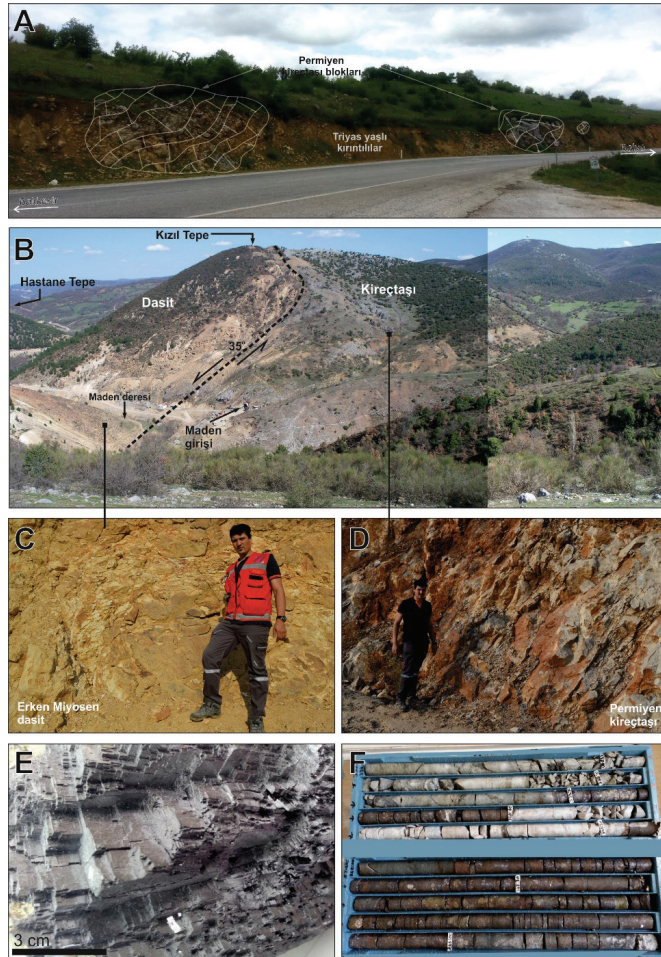 A
Permiyen
kireçtaşı blokları
Triyas yaşlı
kırıntılılar
B
Kızıl Tepe
Hastane Tepe
Dasit
Kireçtaşı
35°
Maden deresi
Maden
girişi
C
Erken Miyosen
dasit
D
Permiyen
kireçtaşı
E
3 cm
F